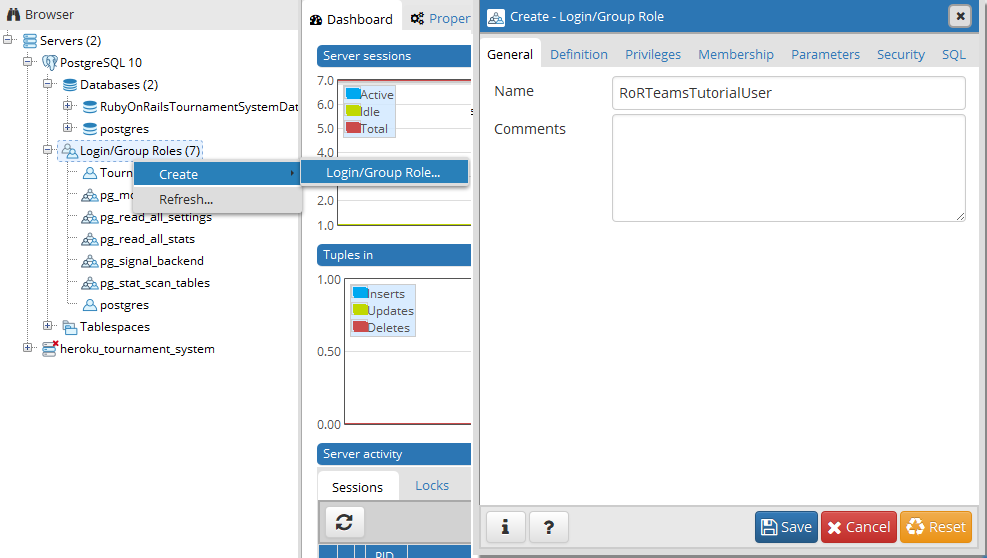 Browser
Servers (2)
PostgreSQL 10
Databases (2)
RubyOnRailsTournamentSystemDat
postgres
Login/Group Roles (7)
Tourn
pg_mo
pg_read_all_settings
pg_read_all_stats
pg_signal_backend
pg_stat_scan_tables
postgres
Tablespaces
heroku_tournament_system
Create
Refresh...
Login/Group Role...
Dashboard
Proper
Server sessions
7.0
6.0
5.0
4.0
2.0
1.0
Active
Idle
Total
Tuples in
1.00
0.50
0.00
Inserts
Updates
Deletes
Server activity
Sessions
Locks
PID
Create - Login/Group Role
General
Definition
Privileges
Membership
Parameters
Security
SQL
Name
RoRTeamsTutorialUser
Comments
i
?
Save
Cancel
Reset